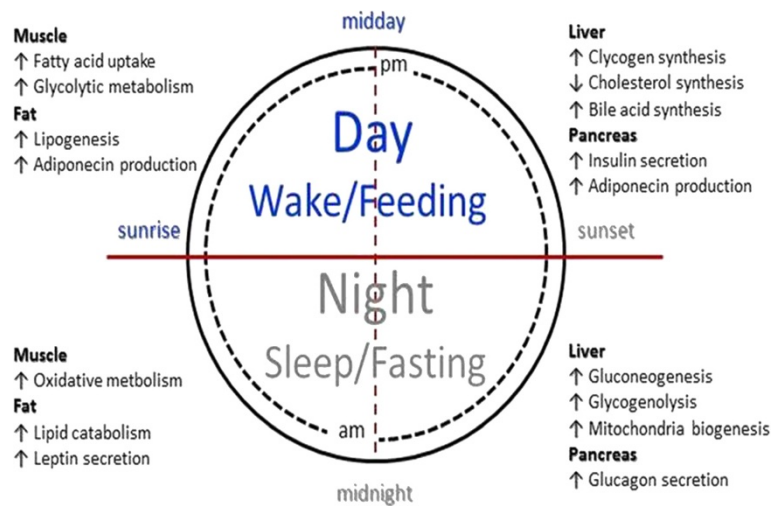 midday
Muscle
↑ Fatty acid uptake
↑ Glycolytic metabolism
Fat
↑ Lipogenesis
↑ Adiponecin production
pm
Day
Wake/Feeding
Liver
↑ Clycogen synthesis
↓ Cholesterol synthesis
↑ Bile acid synthesis
Pancreas
↑ Insulin secretion
↑ Adiponecin production
sunrise
sunset
Night
Sleep/Fasting
Muscle
↑ Oxidative metbolism
Fat
↑ Lipid catabolism
↑ Leptin secretion
am
Liver
↑ Gluconeogenesis
↑ Glycogenolysis
↑ Mitochondria biogenesis
Pancreas
↑ Glucagon secretion
midnight